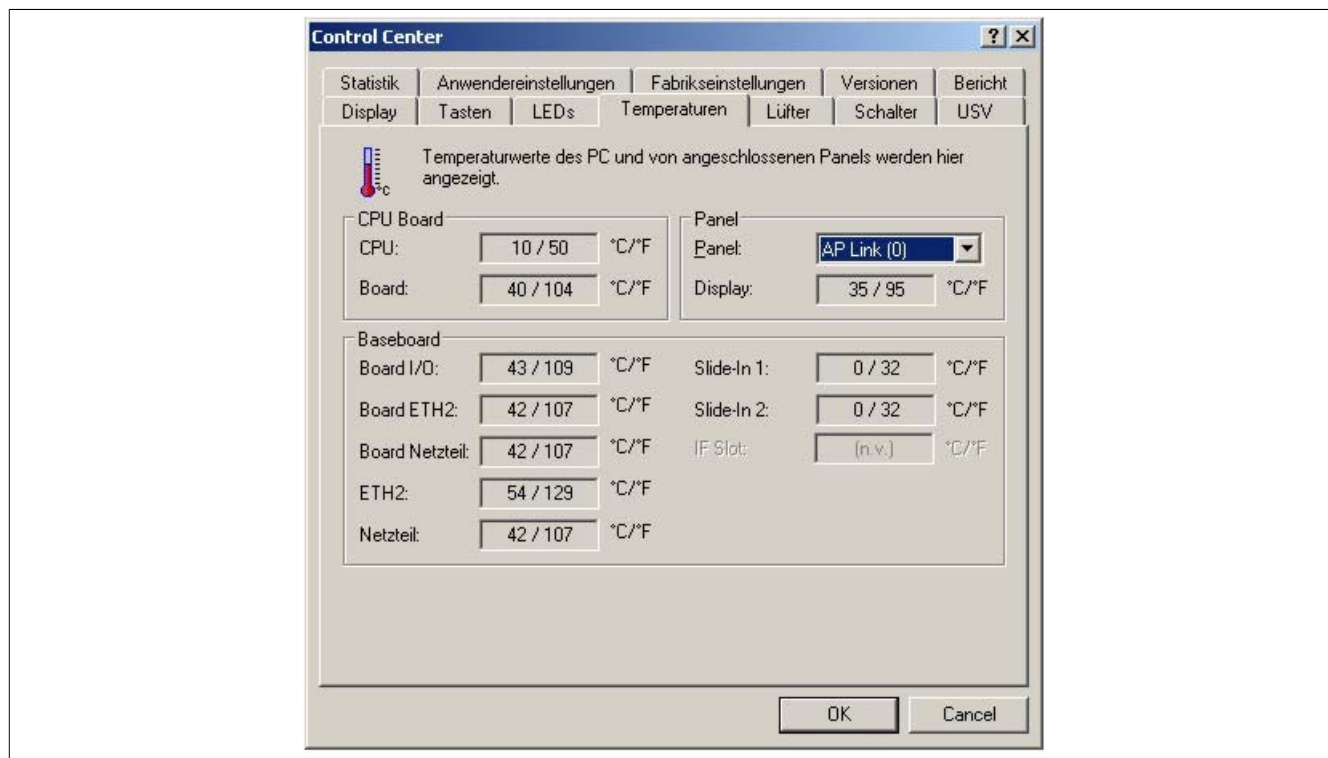 Control Center
Statistik Anwendereinstellungen Fabrikseinstellungen Versionen Bericht
Display Tasten LEDs Temperaturen Lüfter Schalter USV
°C
Temperaturwerte des PC und von angeschlossenen Panels werden hier
angezeigt.
CPU Board
CPU: 10 / 50 °C/°F
Board: 40 / 104 °C/°F
Panel
Panel: AP Link (0)
Display: 35 / 95 °C/°F
Baseboard
Board I/O: 43 / 109 °C/°F Slide-In 1: 0 / 32 °C/°F
Board ETH2: 42 / 107 °C/°F Slide-In 2: 0 / 32 °C/°F
Board Netzteil: 42 / 107 °C/°F IF Slot: (n.v.) °C/°F
ETH2: 54 / 129 °C/°F
Netzteil: 42 / 107 °C/°F
OK Cancel